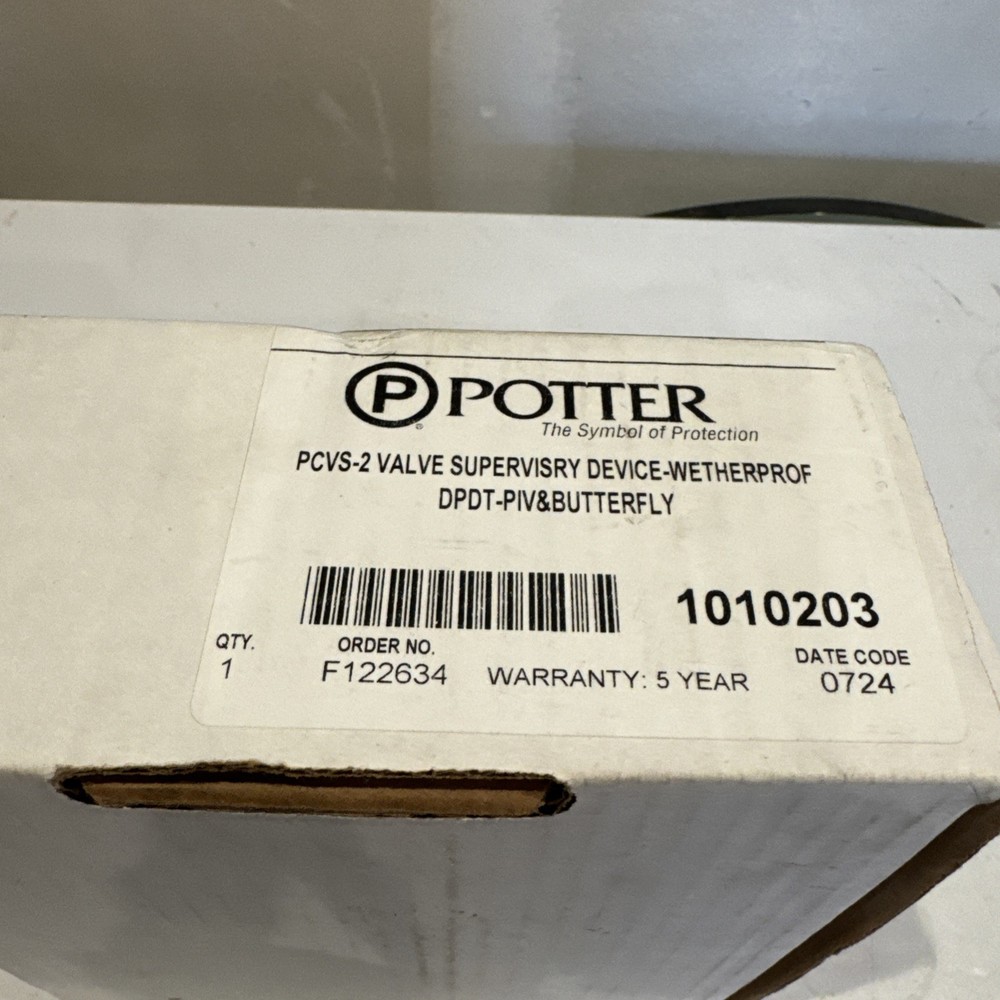 P POTTER
®
The Symbol of Protection
PCVS-2 VALVE SUPERVISRY DEVICE-WETHERPROF
DPDT-PIV&BUTTERFLY
1010203
QTY. ORDER NO. DATE CODE
1 F122634 WARRANTY: 5 YEAR 0724